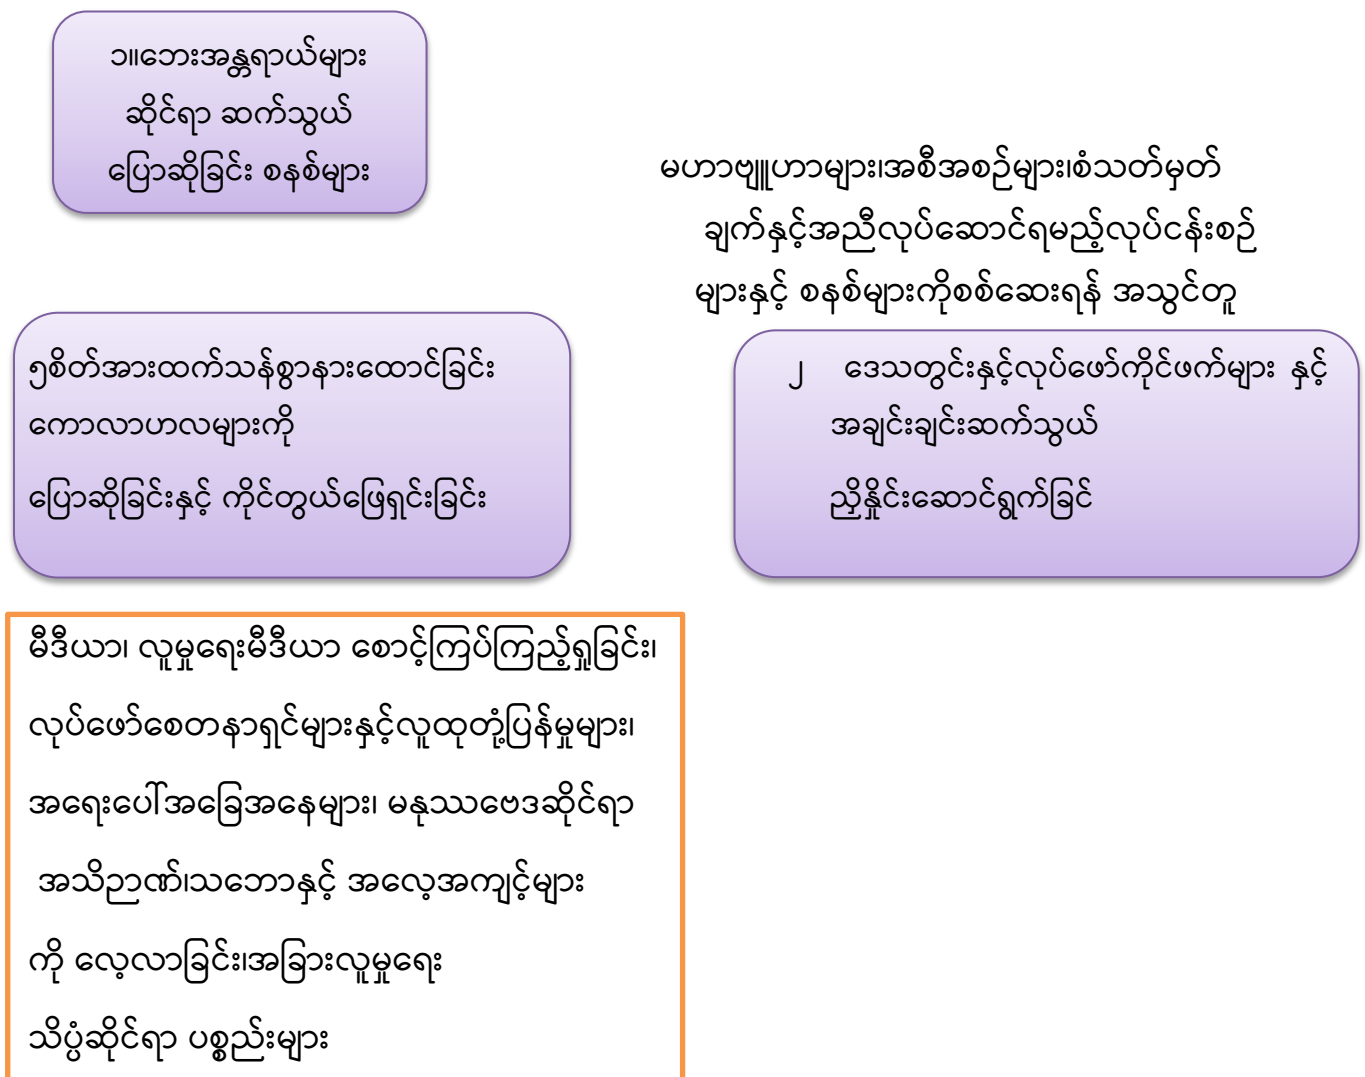 ၁။ဘေးအန္တရာယ်များ
ဆိုင်ရာ ဆက်သွယ်
ပြောဆိုခြင်း စနစ်များ
မဟာဗျူဟာများ၊အစီအစဉ်များ၊စံသတ်မှတ်
ချက်နှင့်အညီလုပ်ဆောင်ရမည့်လုပ်ငန်းစဉ်
များနှင့် စနစ်များကိုစစ်ဆေးရန် အသွင်တူ
၅စိတ်အားထက်သန်စွာနားထောင်ခြင်း
ကောလာဟလများကို
ပြောဆိုခြင်းနှင့် ကိုင်တွယ်ဖြေရှင်းခြင်း
၂ ဒေသတွင်းနှင့်လုပ်ဖော်ကိုင်ဖက်များ နှင့်
အချင်းချင်းဆက်သွယ်
ညှိနှိုင်းဆောင်ရွက်ခြင်
မီဒီယာ၊ လူမှုရေးမီဒီယာ စောင့်ကြပ်ကြည့်ရှုခြင်း၊
လုပ်ဖော်စေတနာရှင်များနှင့်လူထုတုံ့ပြန်မှုများ၊
အရေးပေါ်အခြေအနေများ၊ မနုဿဗေဒဆိုင်ရာ
အသိဉာဏ်၊သဘောနှင့် အလေ့အကျင့်များ
ကို လေ့လာခြင်း၊အခြားလူမှုရေး
သိပ္ပံဆိုင်ရာ ပစ္စည်းများ